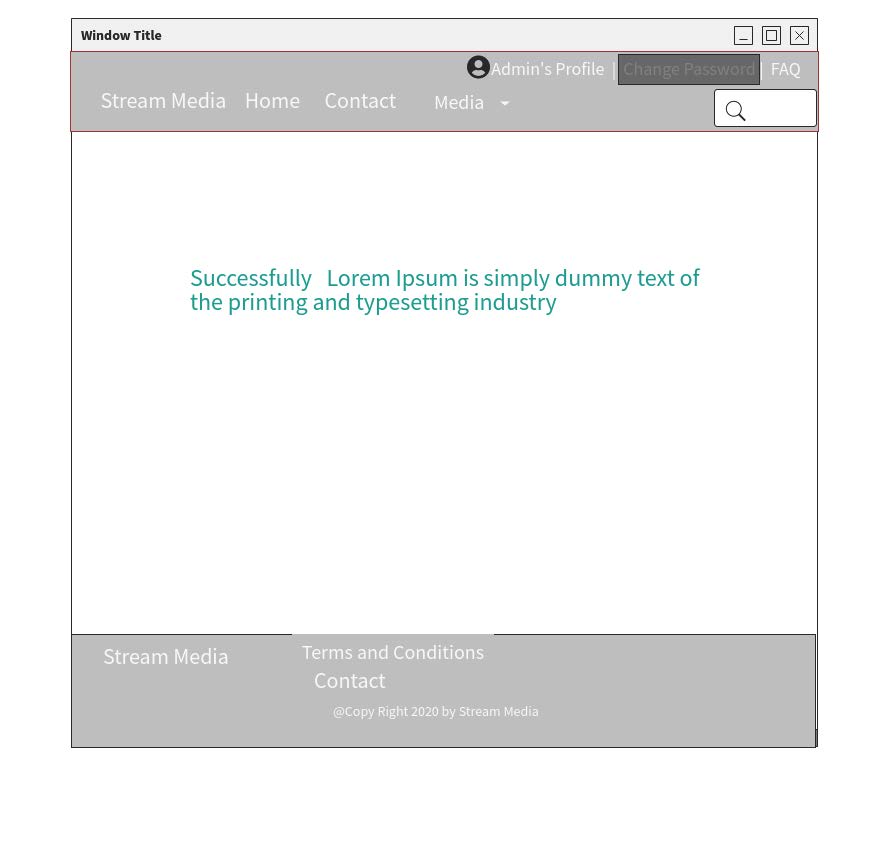 Window Title
Admin's Profile | Change Password | FAQ
Stream Media Home Contact Media
Successfully Lorem Ipsum is simply dummy text of
the printing and typesetting industry
Stream Media
Terms and Conditions
Contact
@Copy Right 2020 by Stream Media